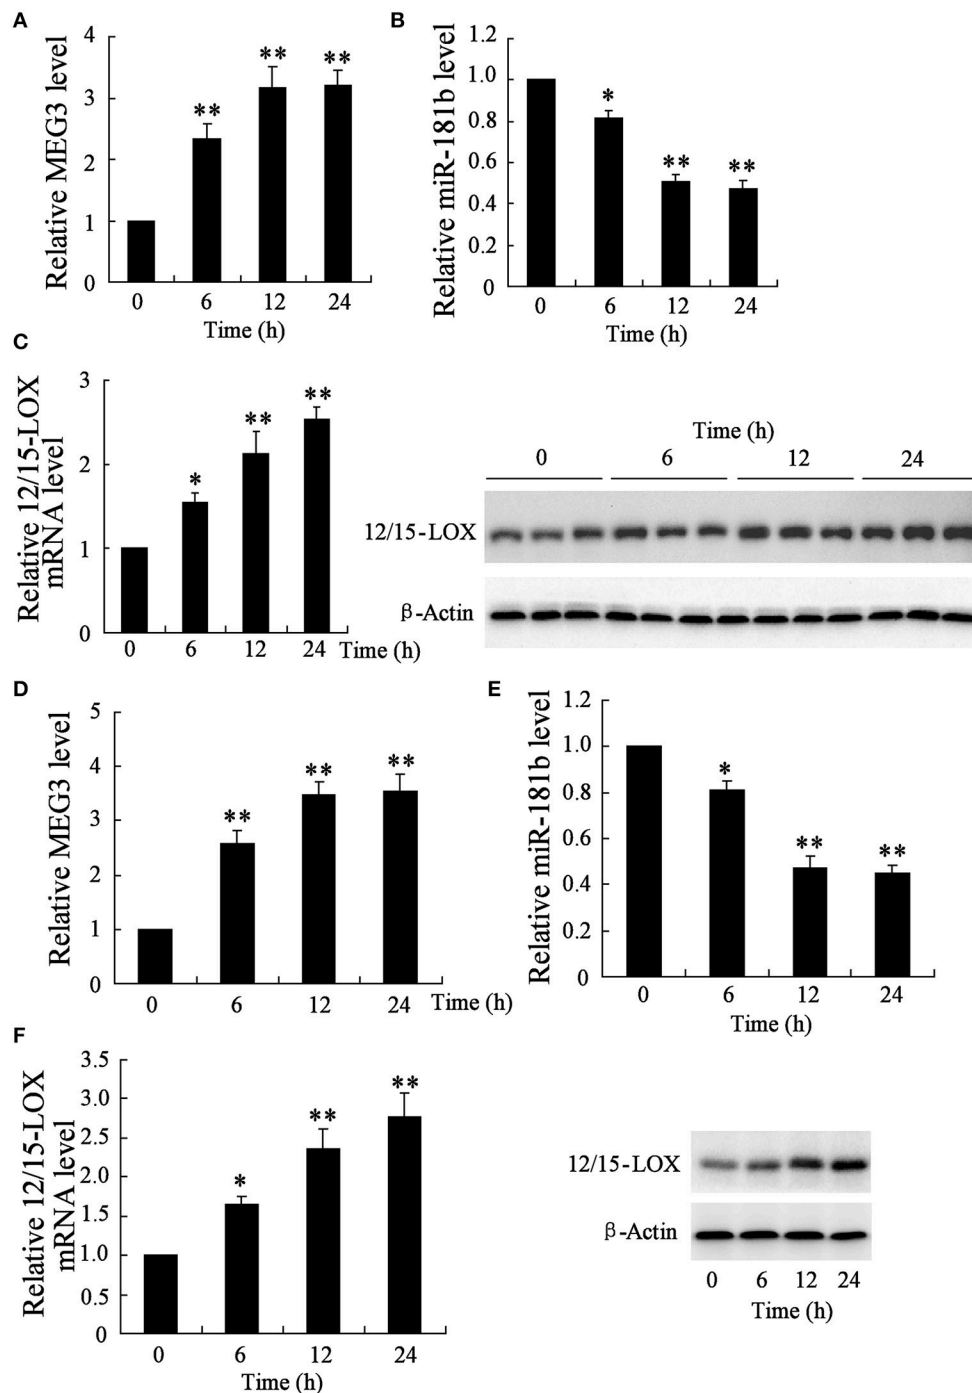 A
Relative MEG3 level
4
3
2
1
0
**
**
**
0 6 12 24
Time (h)
B
Relative miR-181b level
1.2
1.0
0.8
0.6
0.4
0.2
0
*
**
**
0 6 12 24
Time (h)
C
Relative 12/15-LOX
mRNA level
3
2
1
0
*
**
**
0 6 12 24 Time (h)
Time (h)
0 6 12 24
12/15-LOX
β-Actin
D
Relative MEG3 level
5
4
3
2
1
0
**
**
**
0 6 12 24 Time (h)
E
Relative miR-181b level
1.2
1.0
0.8
0.6
0.4
0.2
0
*
**
**
0 6 12 24
Time (h)
F
Relative 12/15-LOX
mRNA level
3.5
3.0
2.5
2.0
1.5
1.0
0.5
0
*
**
**
0 6 12 24
Time (h)
12/15-LOX
β-Actin
0 6 12 24
Time (h)